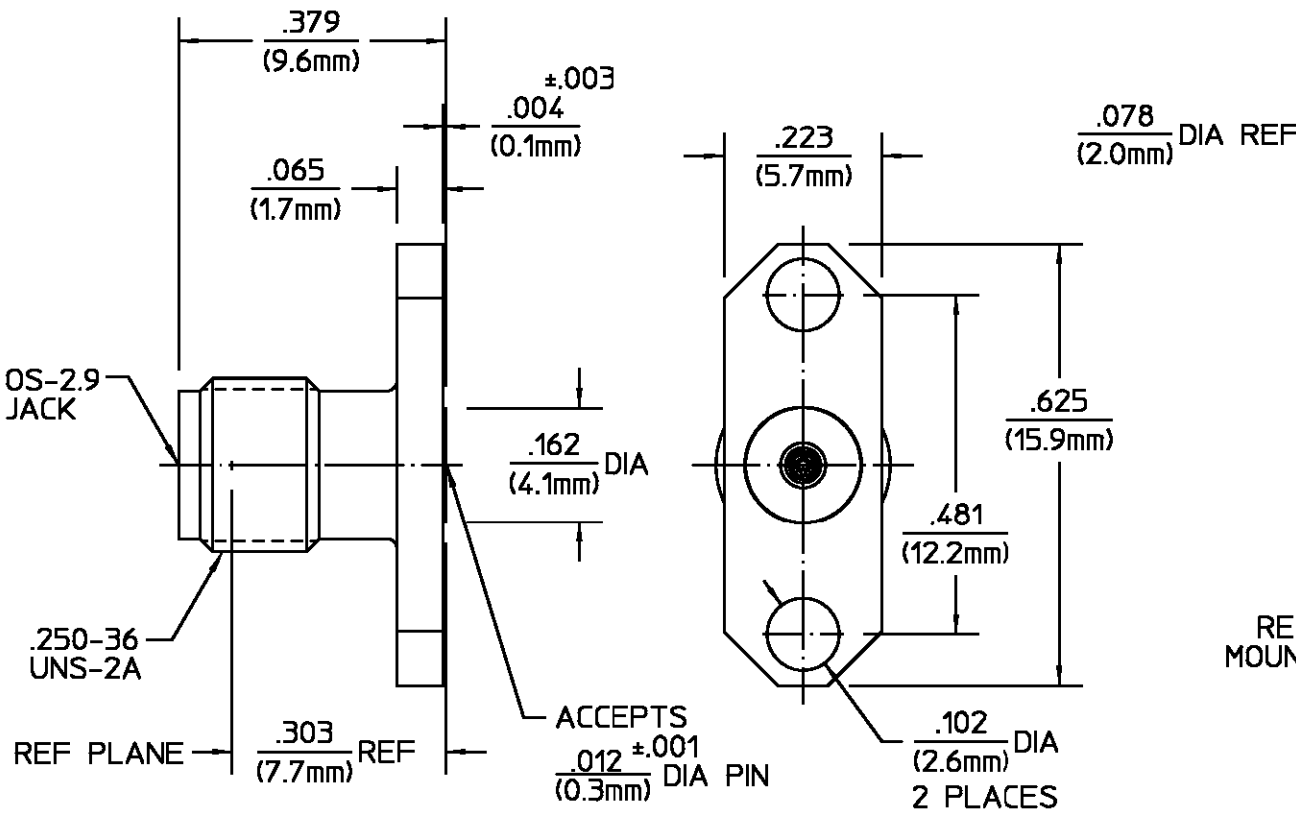 .379
(9.6mm)
±.003
.004
(0.1mm)
.065
(1.7mm)
.223
(5.7mm)
.078
(2.0mm) DIA REF
OS-2.9
JACK
.162
(4.1mm) DIA
.625
(15.9mm)
.481
(12.2mm)
.250-36
UNS-2A
REF PLANE
.303
(7.7mm) REF
ACCEPTS
.012 ±.001
(0.3mm) DIA PIN
.102
(2.6mm) DIA
2 PLACES
RE
MOUN